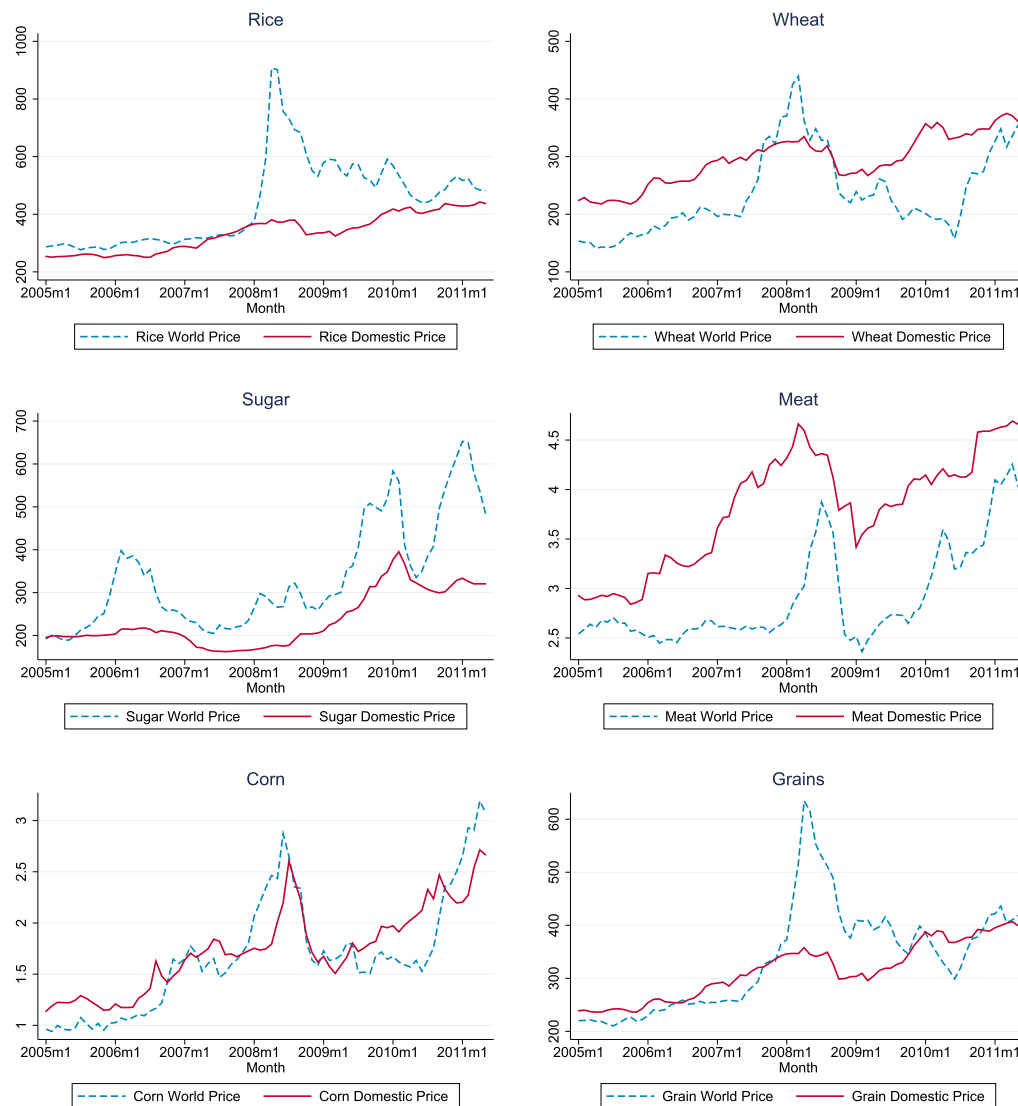 Rice
1000
800
600
400
200
2005m1 2006m1 2007m1 2008m1 2009m1 2010m1 2011m1
Month
Rice World Price Rice Domestic Price
Wheat
500
400
300
200
100
2005m1 2006m1 2007m1 2008m1 2009m1 2010m1 2011m1
Month
Wheat World Price Wheat Domestic Price
Sugar
700
600
500
400
300
200
2005m1 2006m1 2007m1 2008m1 2009m1 2010m1 2011m1
Month
Sugar World Price Sugar Domestic Price
Meat
4.5
4
3.5
3
2.5
2005m1 2006m1 2007m1 2008m1 2009m1 2010m1 2011m1
Month
Meat World Price Meat Domestic Price
Corn
3
2.5
2
1.5
1
2005m1 2006m1 2007m1 2008m1 2009m1 2010m1 2011m1
Month
Corn World Price Corn Domestic Price
Grains
600
500
400
300
200
2005m1 2006m1 2007m1 2008m1 2009m1 2010m1 2011m1
Month
Grain World Price Grain Domestic Price